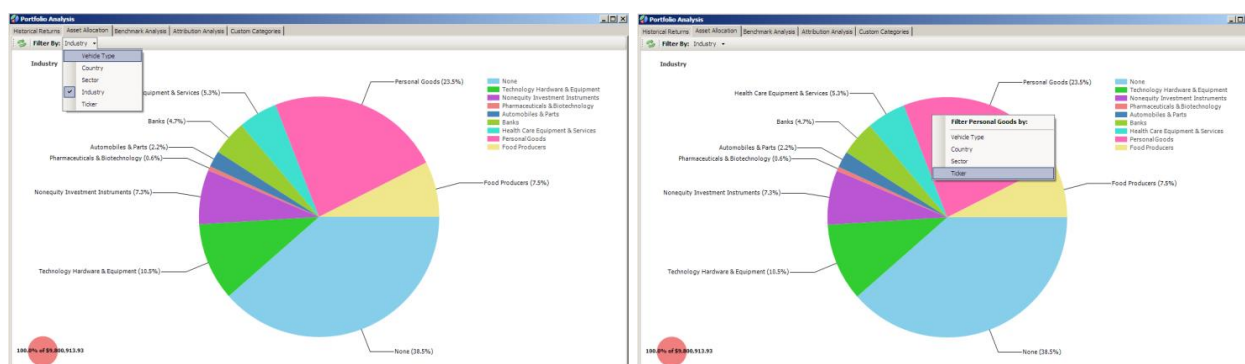 Portfolio Analysis
Historical Returns Asset Allocation Benchmark Analysis Attribution Analysis Custom Categories
Filter By: Industry
Vehicle Type
Country
Sector
Industry
Ticker
Industry
Personal Goods (23.5%)
Equipment & Services (5.3%)
Banks (4.7%)
Automobiles & Parts (2.2%)
Pharmaceuticals & Biotechnology (0.6%)
Nonequity Investment Instruments (7.3%)
Food Producers (7.5%)
Technology Hardware & Equipment (10.5%)
None (38.5%)
None
Technology Hardware & Equipment
Nonequity Investment Instruments
Pharmaceuticals & Biotechnology
Automobiles & Parts
Banks
Health Care Equipment & Services
Personal Goods
Food Producers
100.0% of $9,800,913.93
Portfolio Analysis
Historical Returns Asset Allocation Benchmark Analysis Attribution Analysis Custom Categories
Filter By: Industry
Industry
Personal Goods (23.5%)
Health Care Equipment & Services (5.3%)
Banks (4.7%)
Automobiles & Parts (2.2%)
Pharmaceuticals & Biotechnology (0.6%)
Nonequity Investment Instruments (7.3%)
Food Producers (7.5%)
Technology Hardware & Equipment (10.5%)
None (38.5%)
Filter Personal Goods by:
Vehicle Type
Country
Sector
Ticker
None
Technology Hardware & Equipment
Nonequity Investment Instruments
Pharmaceuticals & Biotechnology
Automobiles & Parts
Banks
Health Care Equipment & Services
Personal Goods
Food Producers
100.0% of $9,800,913.93